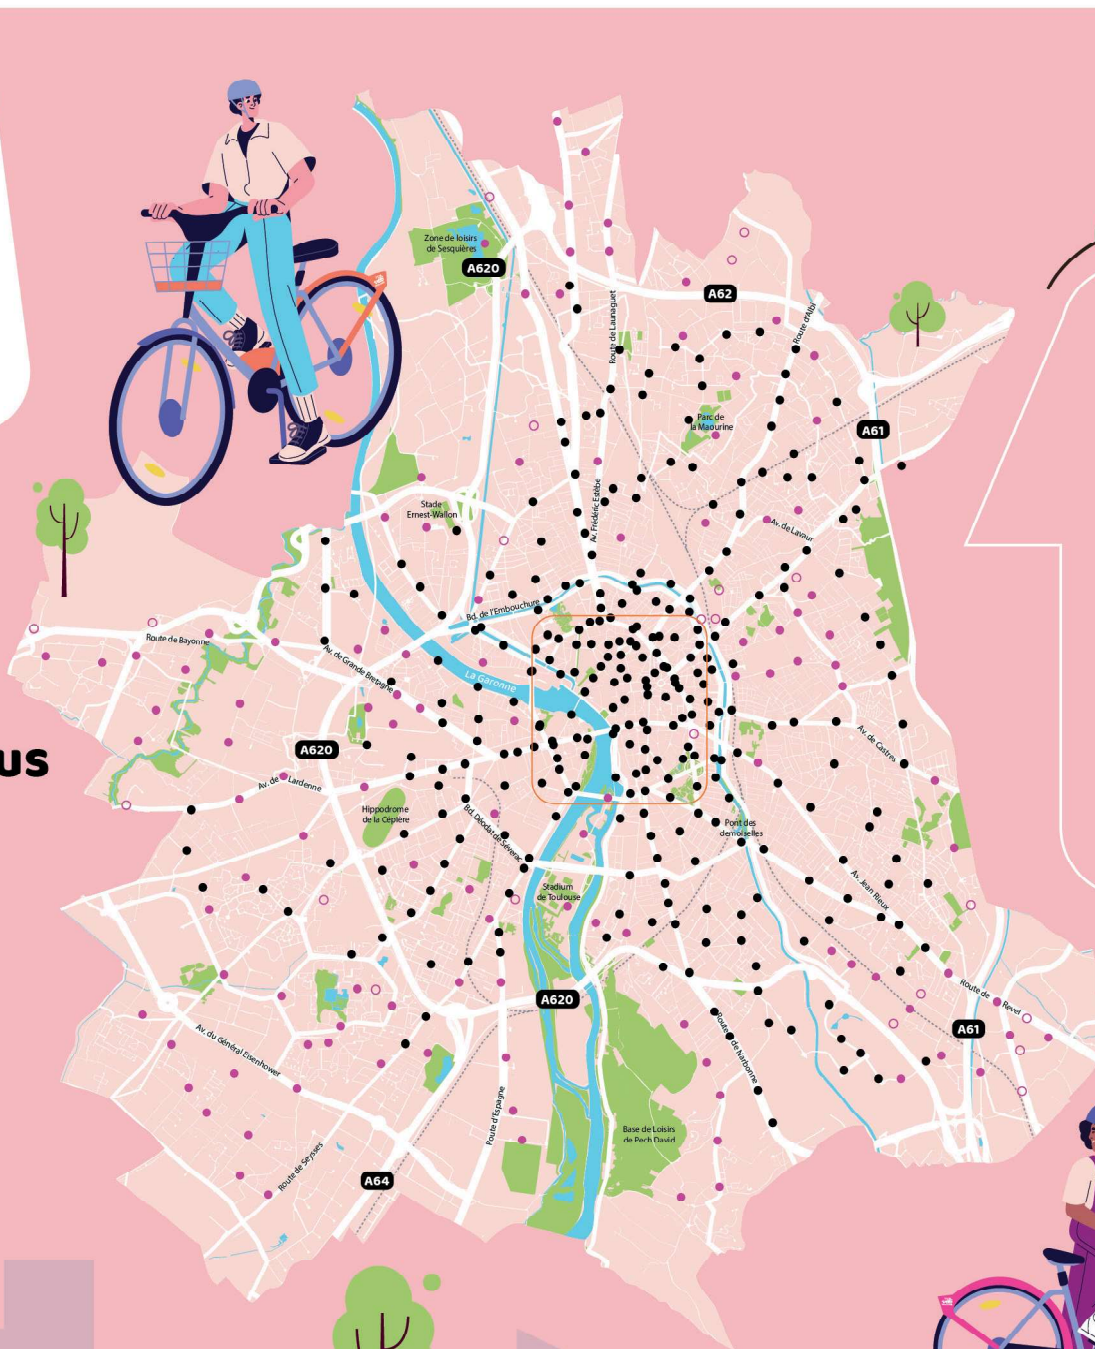 Zone de loisirs
de Sesquières
A620
A62
Route de Launaguet
Route d'Albi
Parc de
la Maourine
A61
Stade
Ernest-Wallon
Av. Frédéric Estèbe
Av. de Lavaur
Bd. de l'Embouchure
Route de Bayonne
Av. de Grande Bretagne
La Garonne
us
A620
Av. de Castres
Av. de Lardenne
Hippodrome
de la Cépière
Bd. Déodat de Séverac
Pont des
demoiselles
Av. Jean Rieux
Stadium
de Toulouse
A620
Route de Revel
A61
Av. du Général Eisenhower
Route de Narbonne
Route d'Espagne
Base de Loisirs
de Pech David
Route de Seysses
A64